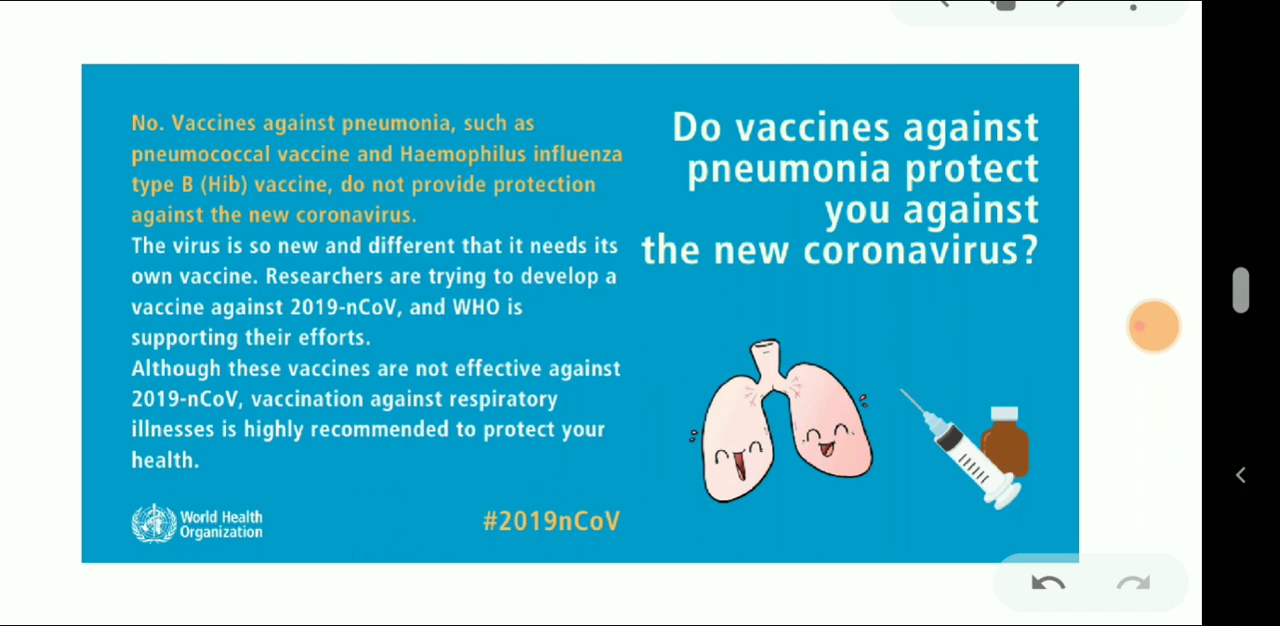 Do vaccines against
pneumonia protect
you against
the new coronavirus?
No. Vaccines against pneumonia, such as
pneumococcal vaccine and Haemophilus influenza
type B (Hib) vaccine, do not provide protection
against the new coronavirus.
The virus is so new and different that it needs its
own vaccine. Researchers are trying to develop a
vaccine against 2019-nCoV, and WHO is
supporting their efforts.
Although these vaccines are not effective against
2019-nCoV, vaccination against respiratory
illnesses is highly recommended to protect your
health.
World Health
Organization
#2019nCoV